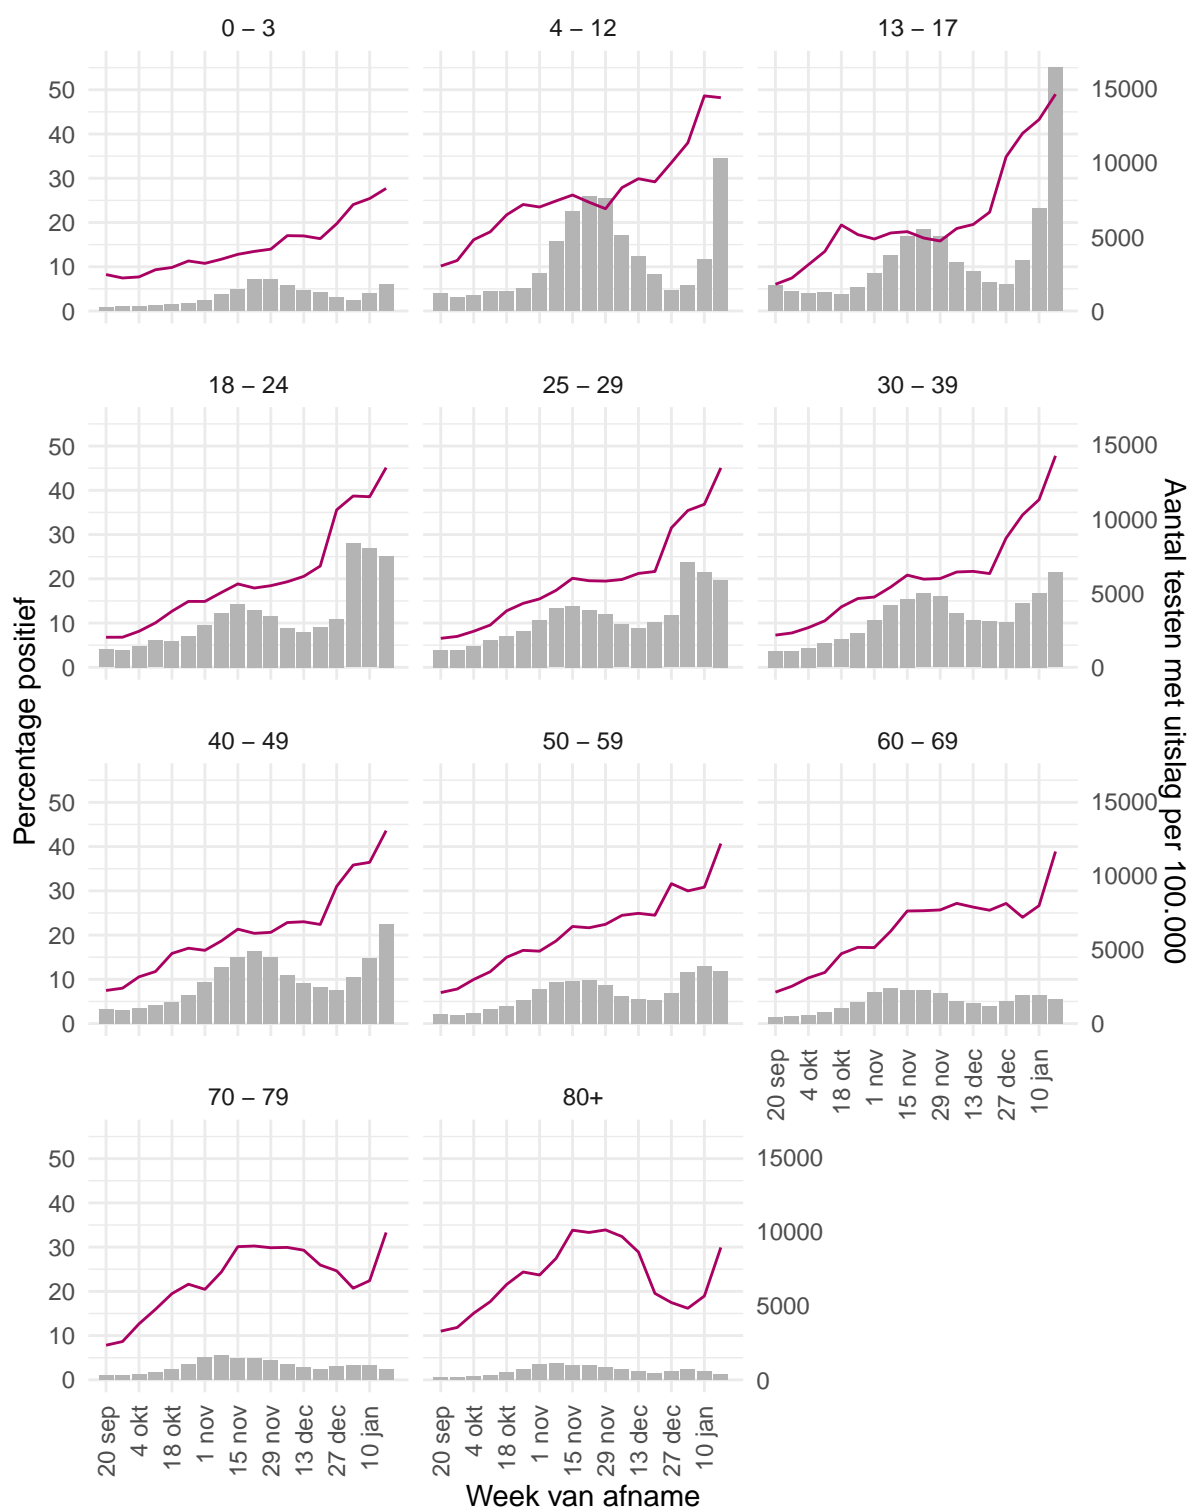 0 – 3
4 – 12
13 – 17
50
40
30
20
10
0
15000
10000
5000
0
18 – 24
25 – 29
30 – 39
50
40
30
20
10
0
15000
10000
5000
0
40 – 49
50 – 59
60 – 69
50
40
30
20
10
0
15000
10000
5000
0
20 sep
4 okt
18 okt
1 nov
15 nov
29 nov
13 dec
27 dec
10 jan
70 – 79
80+
50
40
30
20
10
0
15000
10000
5000
0
20 sep
4 okt
18 okt
1 nov
15 nov
29 nov
13 dec
27 dec
10 jan
20 sep
4 okt
18 okt
1 nov
15 nov
29 nov
13 dec
27 dec
10 jan
Week van afname
Percentage positief
Aantal testen met uitslag per 100.000